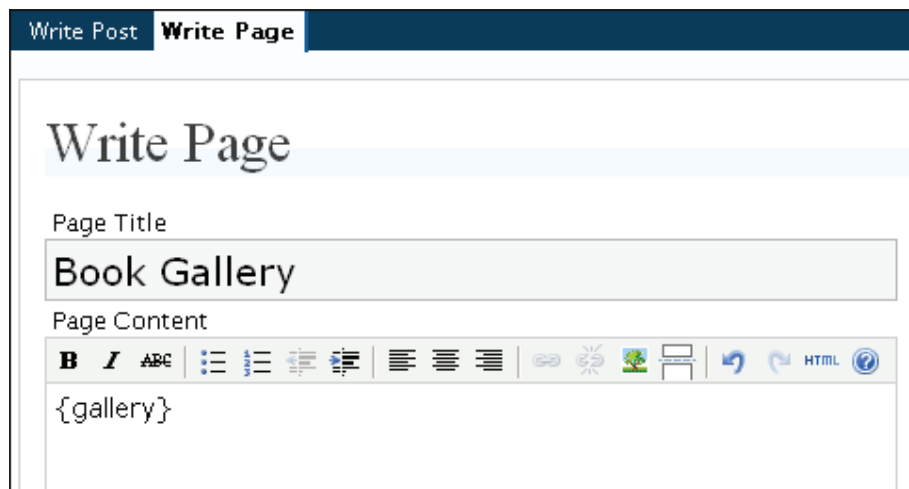 Write Post Write Page
Write Page
Page Title
Book Gallery
Page Content
B I ABC HTML
{gallery}